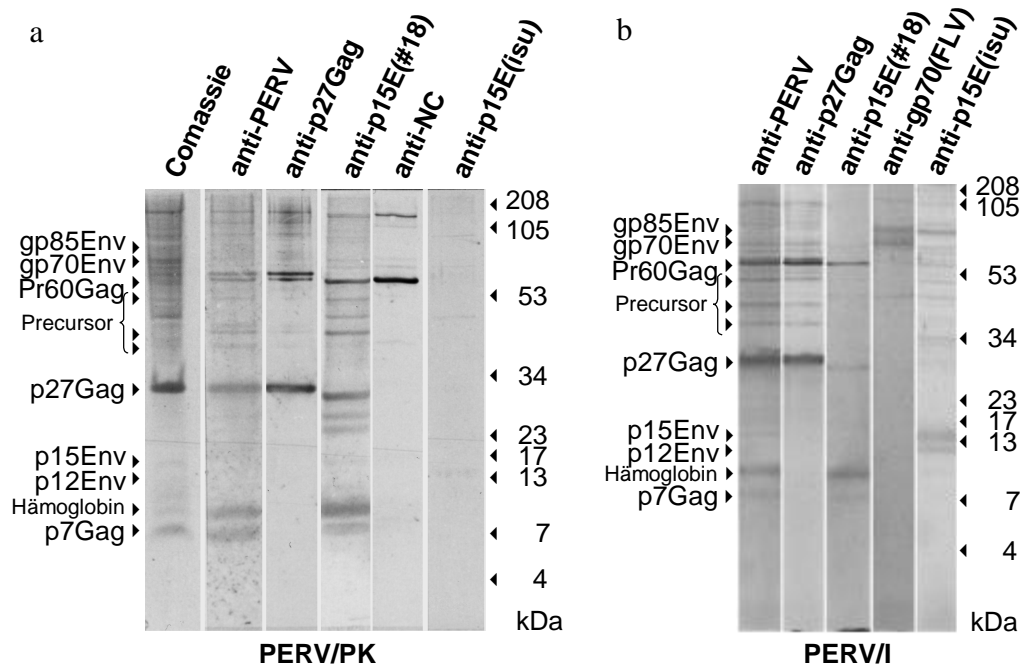 a
Comassie
anti-PERV
anti-p27Gag
anti-p15E(#18)
anti-NC
anti-p15E(isu)
gp85Env
gp70Env
Pr60Gag
Precursor
p27Gag
p15Env
p12Env
Hämoglobin
p7Gag
208
105
53
34
23
17
13
7
4
kDa
PERV/PK
b
anti-PERV
anti-p27Gag
anti-p15E(#18)
anti-gp70(FLV)
anti-p15E(isu)
gp85Env
gp70Env
Pr60Gag
Precursor
p27Gag
p15Env
p12Env
Hämoglobin
p7Gag
208
105
53
34
23
17
13
7
4
kDa
PERV/I